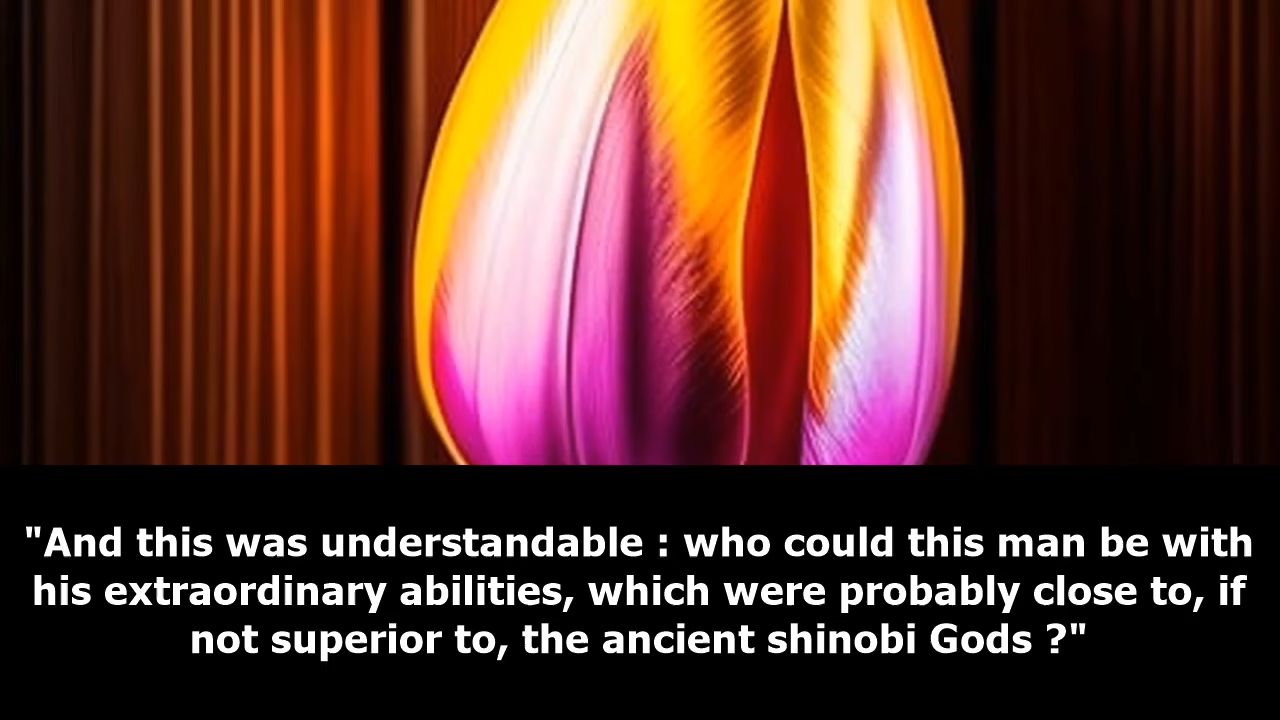 "And this was understandable : who could this man be with
his extraordinary abilities, which were probably close to, if
not superior to, the ancient shinobi Gods ?"